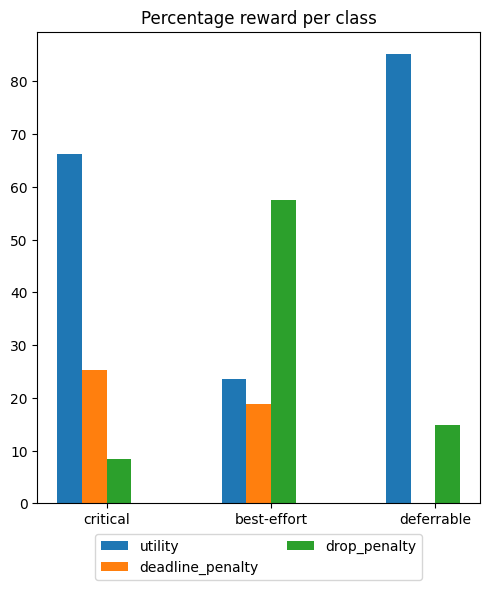 Percentage reward per class
80
70
60
50
40
30
20
10
0
critical best-effort deferrable
utility drop_penalty
deadline_penalty